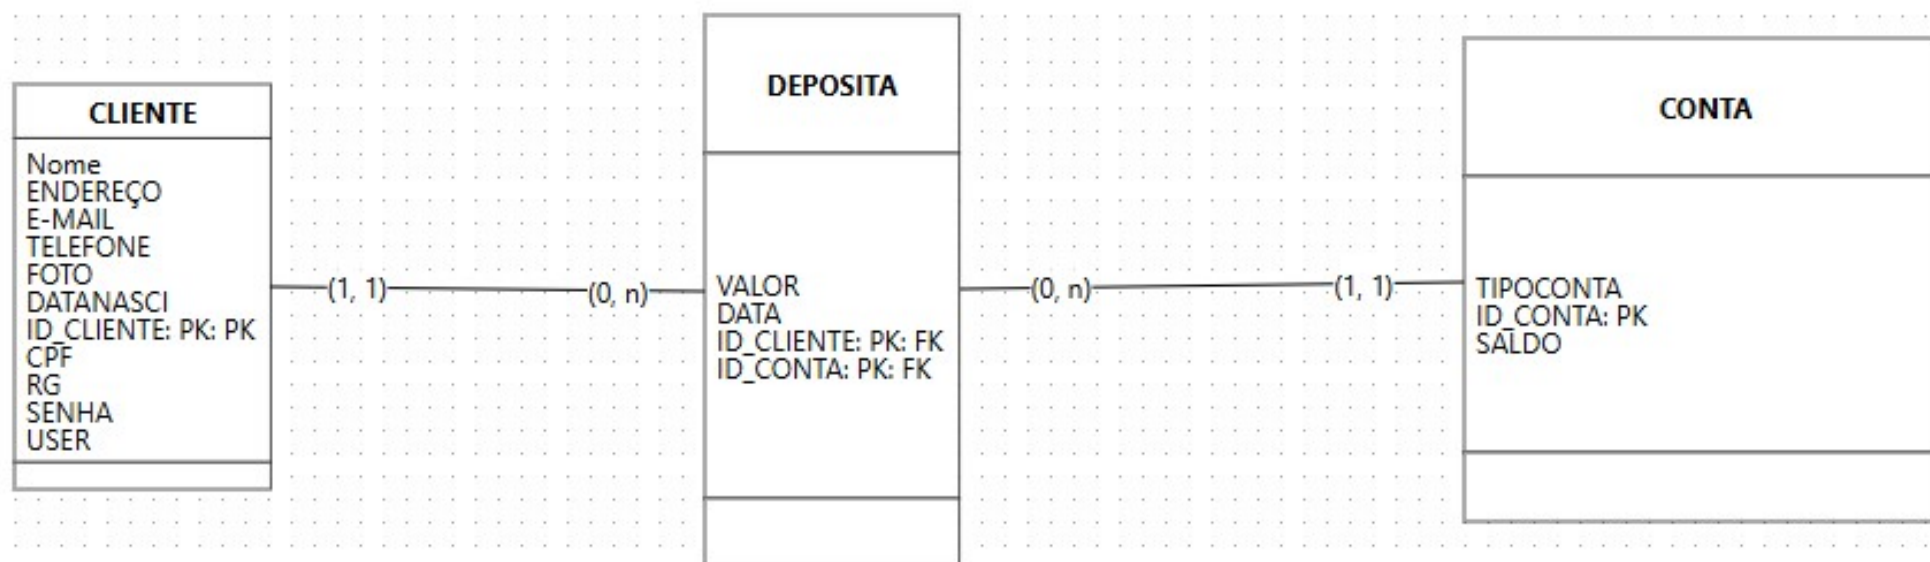 CLIENTE
Nome
ENDEREÇO
E-MAIL
TELEFONE
FOTO
DATANASCI
ID_CLIENTE: PK: PK
CPF
RG
SENHA
USER
(1, 1)
(0, n)
DEPOSITA
VALOR
DATA
ID_CLIENTE: PK: FK
ID_CONTA: PK: FK
(0, n)
(1, 1)
CONTA
TIPOCONTA
ID_CONTA: PK
SALDO